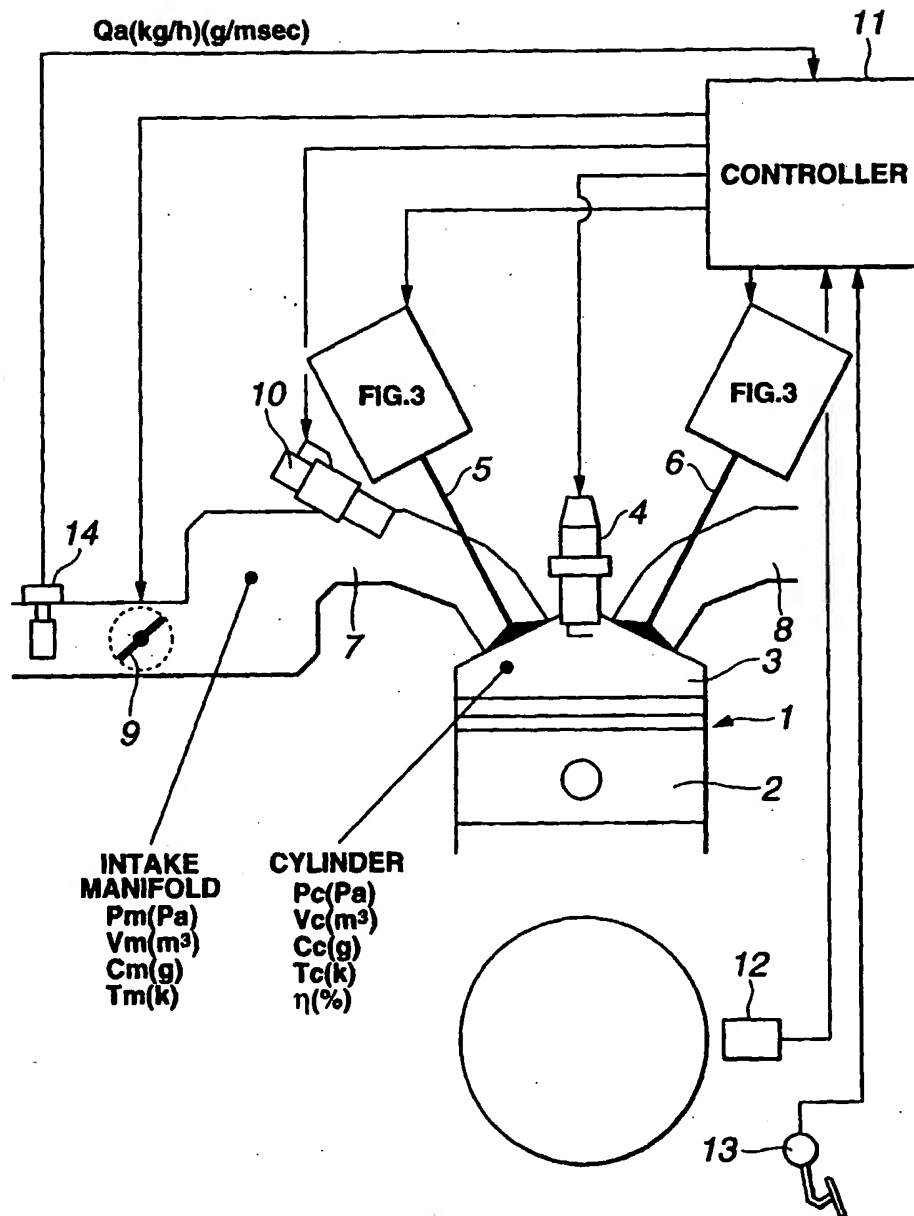 Qa(kg/h)(g/msec)
11
CONTROLLER
FIG.3
FIG.3
10
5
6
4
14
7
8
3
9
1
2
INTAKE
MANIFOLD
Pm(Pa)
Vm(m³)
Cm(g)
Tm(k)
CYLINDER
Pc(Pa)
Vc(m³)
Cc(g)
Tc(k)
η(%)
12
13